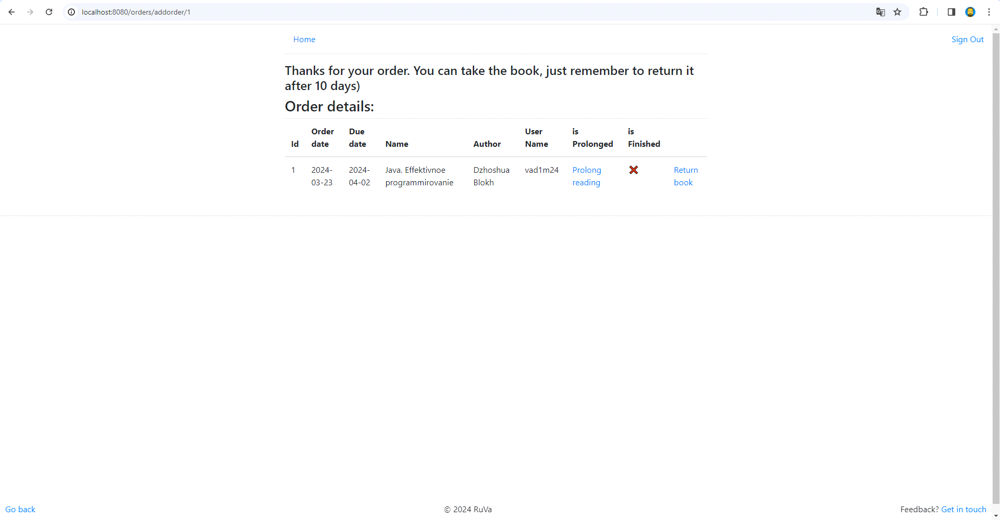 localhost:8080/orders/addorder/1
Home
Sign Out
Thanks for your order. You can take the book, just remember to return it
after 10 days)
Order details:
Id Order date Due date Name Author User Name is Prolonged is Finished
1 2024-03-23 2024-04-02 Java. Effektivnoe programmirovanie Dzhoshua Blokh vad1m24 Prolong reading Return book
Go back
© 2024 RuVa
Feedback? Get in touch